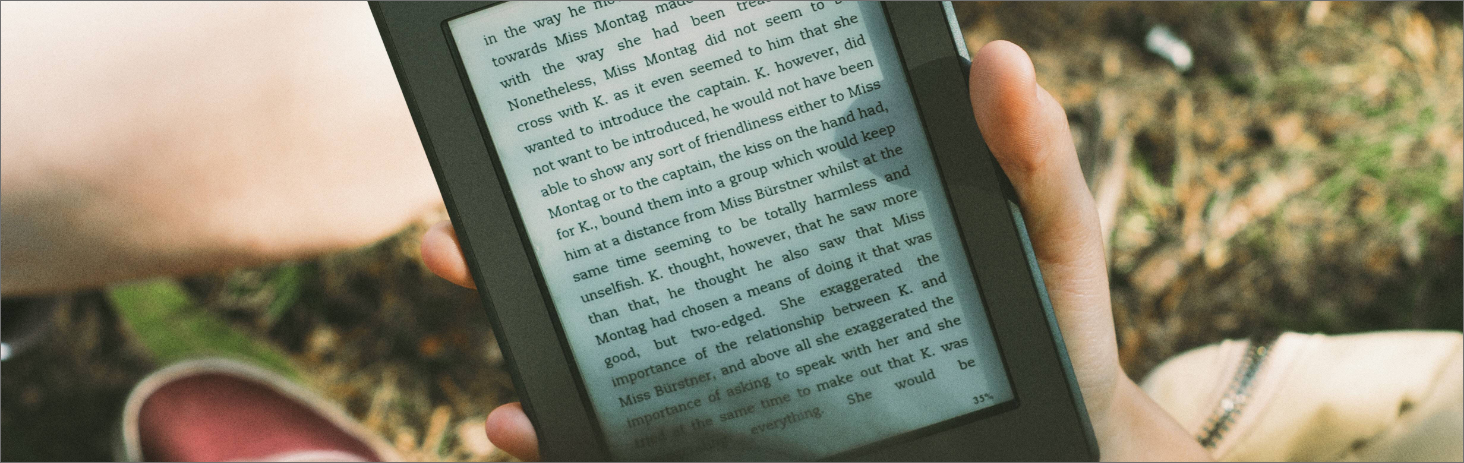 in the way he
towards Miss Montag made
with the way she had been
Nonetheless, Miss Montag did not seem to
cross with K. as it even seemed to him that she
wanted to introduce the captain. K. however, did
not want to be introduced, he would not have been
able to show any sort of friendliness either to Miss
Montag or to the captain, the kiss on the hand had,
for K., bound them into a group which would keep
him at a distance from Miss Bürstner whilst at the
same time seeming to be totally harmless and
unselfish. K. thought, however, that he saw more
than that, he thought he also saw that Miss
Montag had chosen a means of doing it that was
good, but two-edged. She exaggerated the
importance of the relationship between K. and
Miss Bürstner, and above all she exaggerated the
importance of asking to speak with her and she
tried at the same time to make out that K. was
everything. She would be
33%